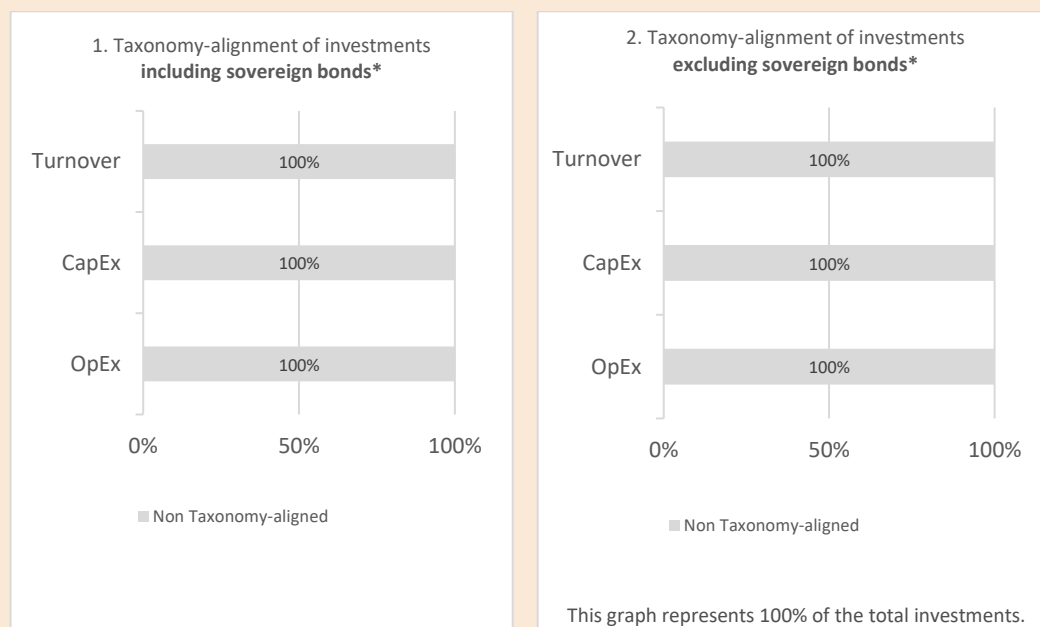 1. Taxonomy-alignment of investments
including sovereign bonds*
Turnover
100%
CapEx
100%
OpEx
100%
0%
50%
100%
Non Taxonomy-aligned
2. Taxonomy-alignment of investments
excluding sovereign bonds*
Turnover
100%
CapEx
100%
OpEx
100%
0%
50%
100%
Non Taxonomy-aligned
This graph represents 100% of the total investments.